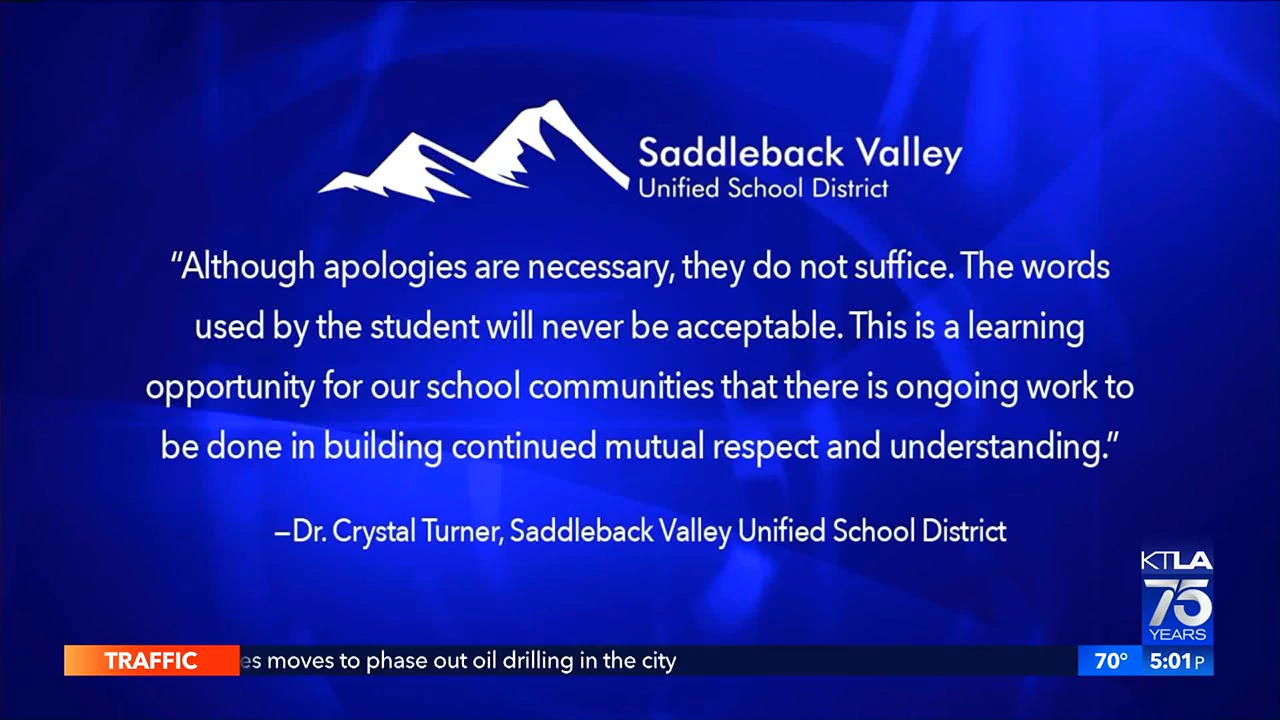 Saddleback Valley
Unified School District
“Although apologies are necessary, they do not suffice. The words
used by the student will never be acceptable. This is a learning
opportunity for our school communities that there is ongoing work to
be done in building continued mutual respect and understanding.”
–Dr. Crystal Turner, Saddleback Valley Unified School District
KTLA
75
YEARS
TRAFFIC
es moves to phase out oil drilling in the city
70° 5:01P